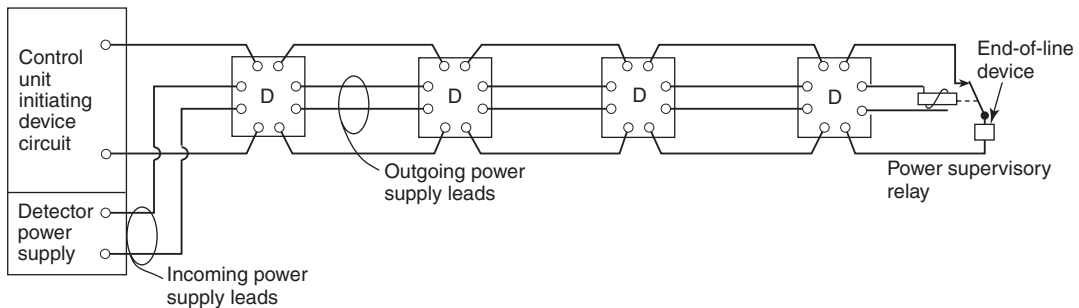 Control
unit
initiating
device
circuit
Detector
power
supply
D
D
D
D
End-of-line
device
Outgoing power
supply leads
Power supervisory
relay
Incoming power
supply leads